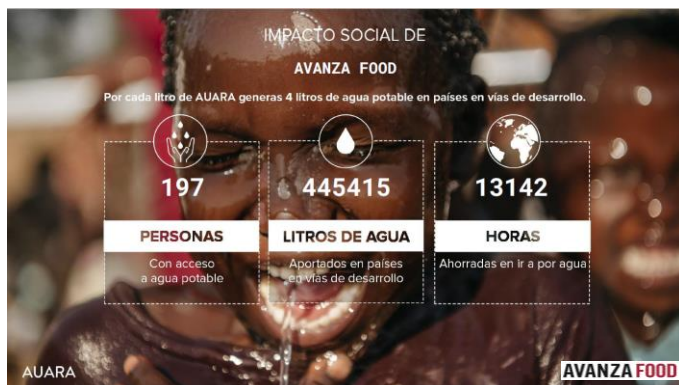 IMPACTO SOCIAL DE
AVANZA FOOD
Por cada litro de AUARA generas 4 litros de agua potable en países en vías de desarrollo.
197
PERSONAS
Con acceso
a agua potable
445415
LITROS DE AGUA
Aportados en países
en vías de desarrollo
13142
HORAS
Ahorradas en ir a por agua
AUARA
AVANZA FOOD